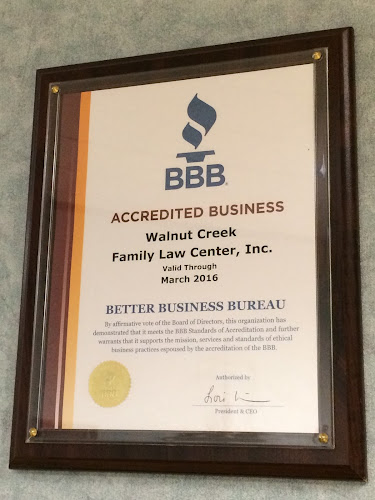 BBB
ACCREDITED BUSINESS
Walnut Creek
Family Law Center, Inc.
Valid Through
March 2016
BETTER BUSINESS BUREAU
By affirmative vote of the Board of Directors, this organization has
demonstrated that it meets the BBB Standards of Accreditation and further
warrants that it supports the mission, services and standards of ethical
business practices espoused by the accreditation of the BBB.
Authorized by
President & CEO